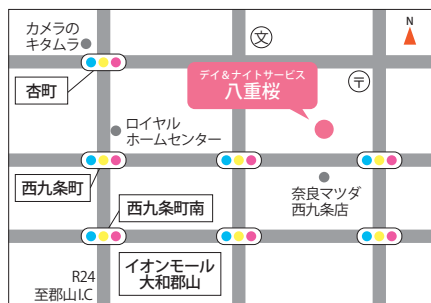 カメラの
キタムラ
文
N
デイ&ナイトサービス
八重桜
〒
杏町
ロイヤル
ホームセンター
西九条町
奈良マツダ
西九条店
西九条町南
イオンモール
大和郡山
R24
至郡山I.C